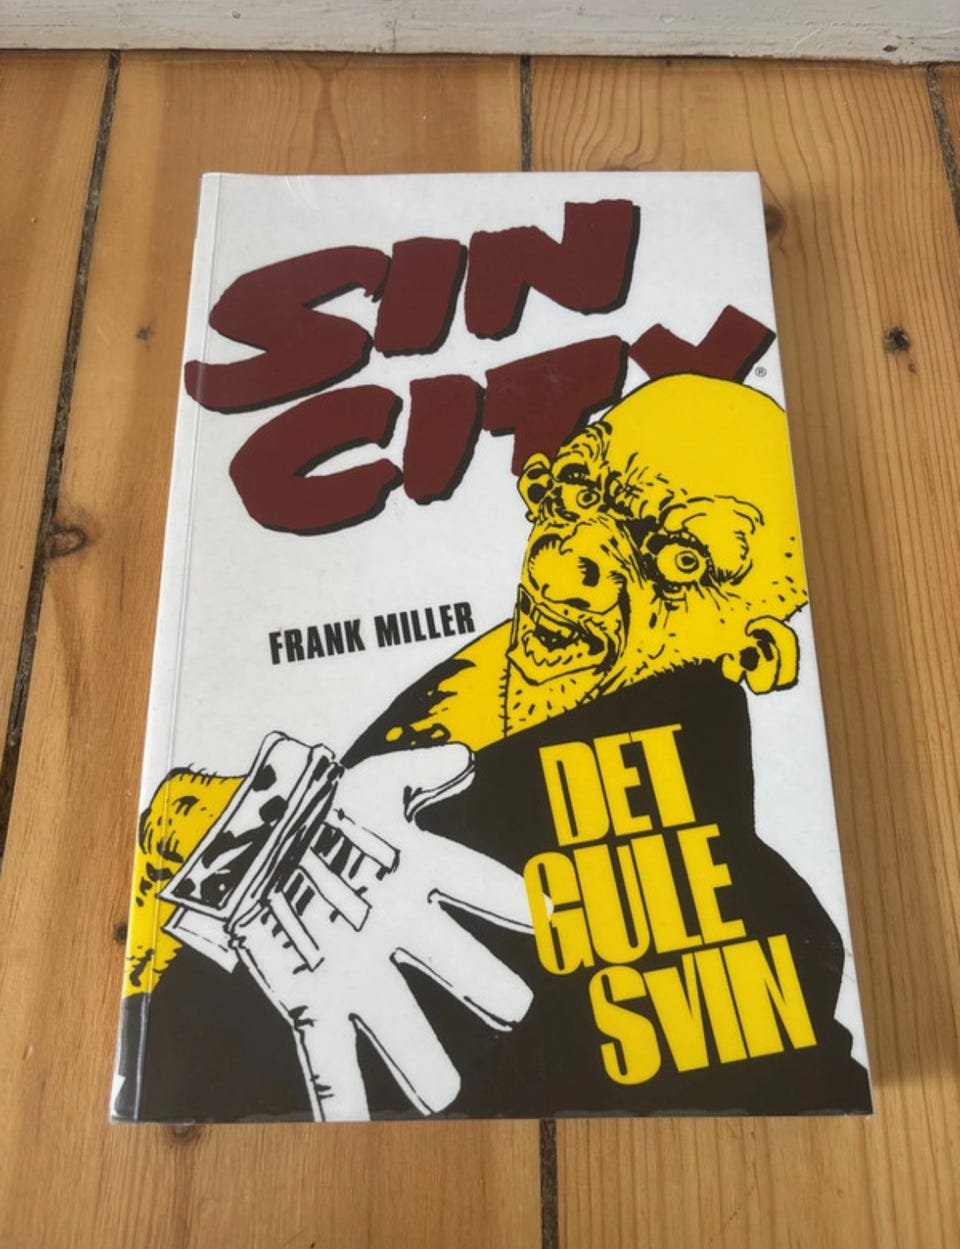 SIN
CITY®
FRANK MILLER
DET
GULE
SVIN